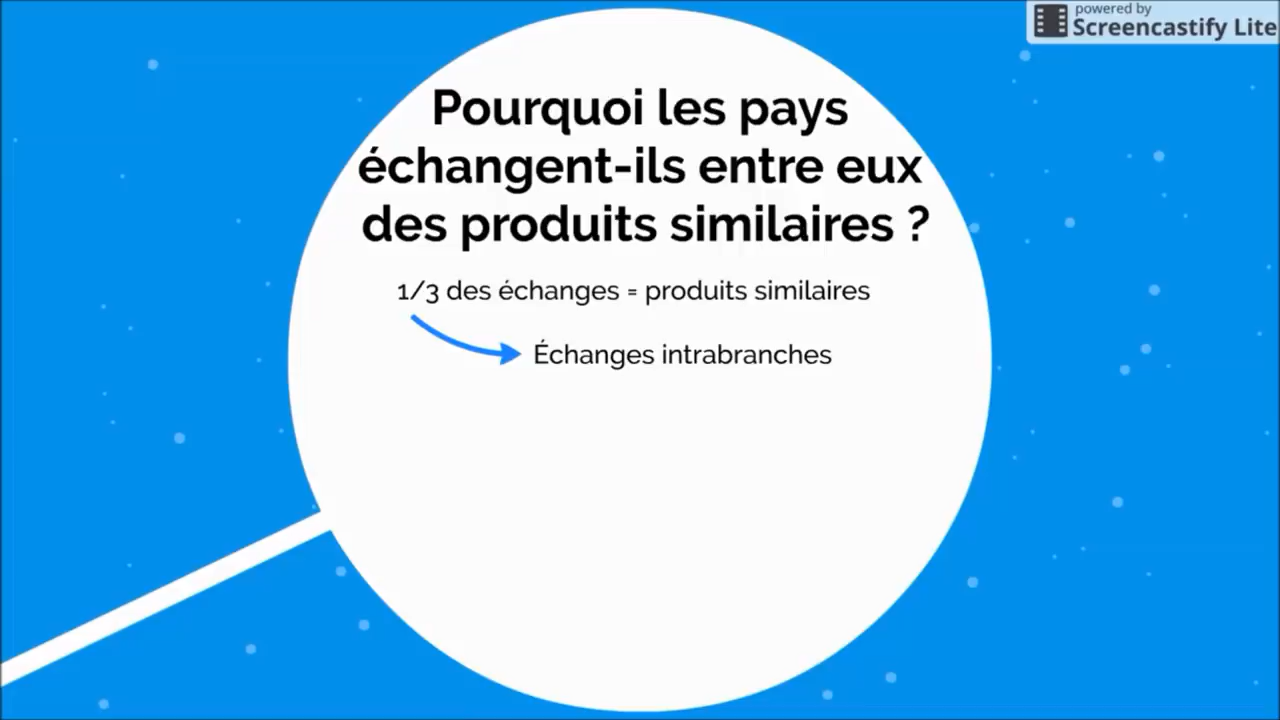 powered by
Screencastify Lite
Pourquoi les pays
échangent-ils entre eux
des produits similaires ?
1/3 des échanges = produits similaires
Échanges intrabranches